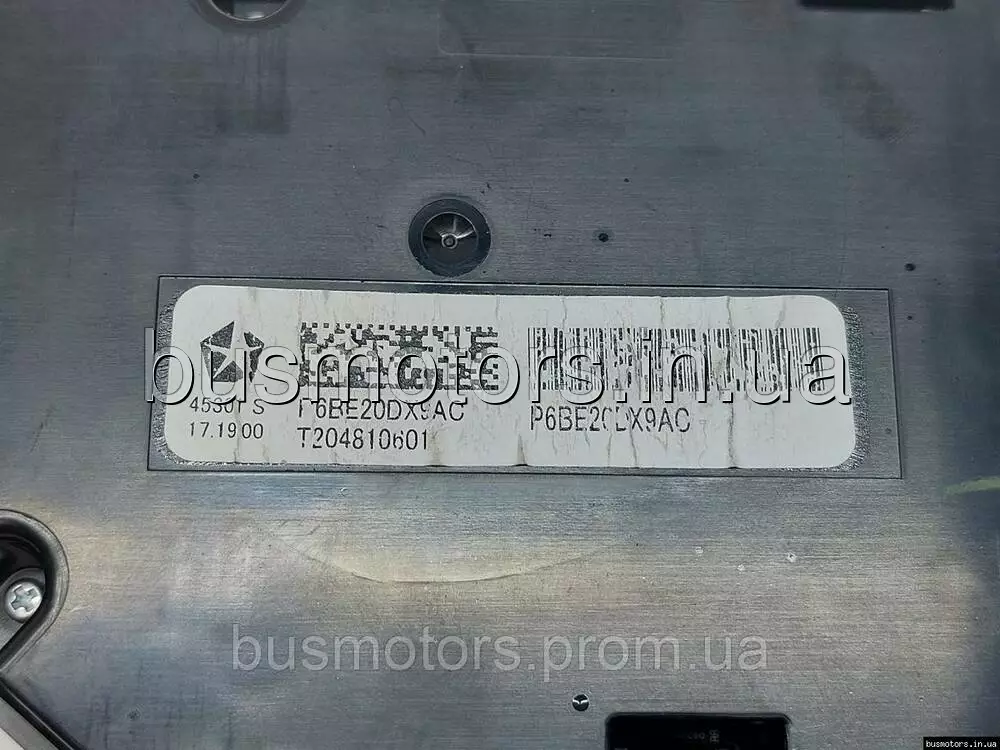 busmotors.in.ua
45301 S
17.19 00
P6BE20DX9AC
T204810601
P6BE20DX9AC
busmotors.prom.ua
busmotors.in.ua